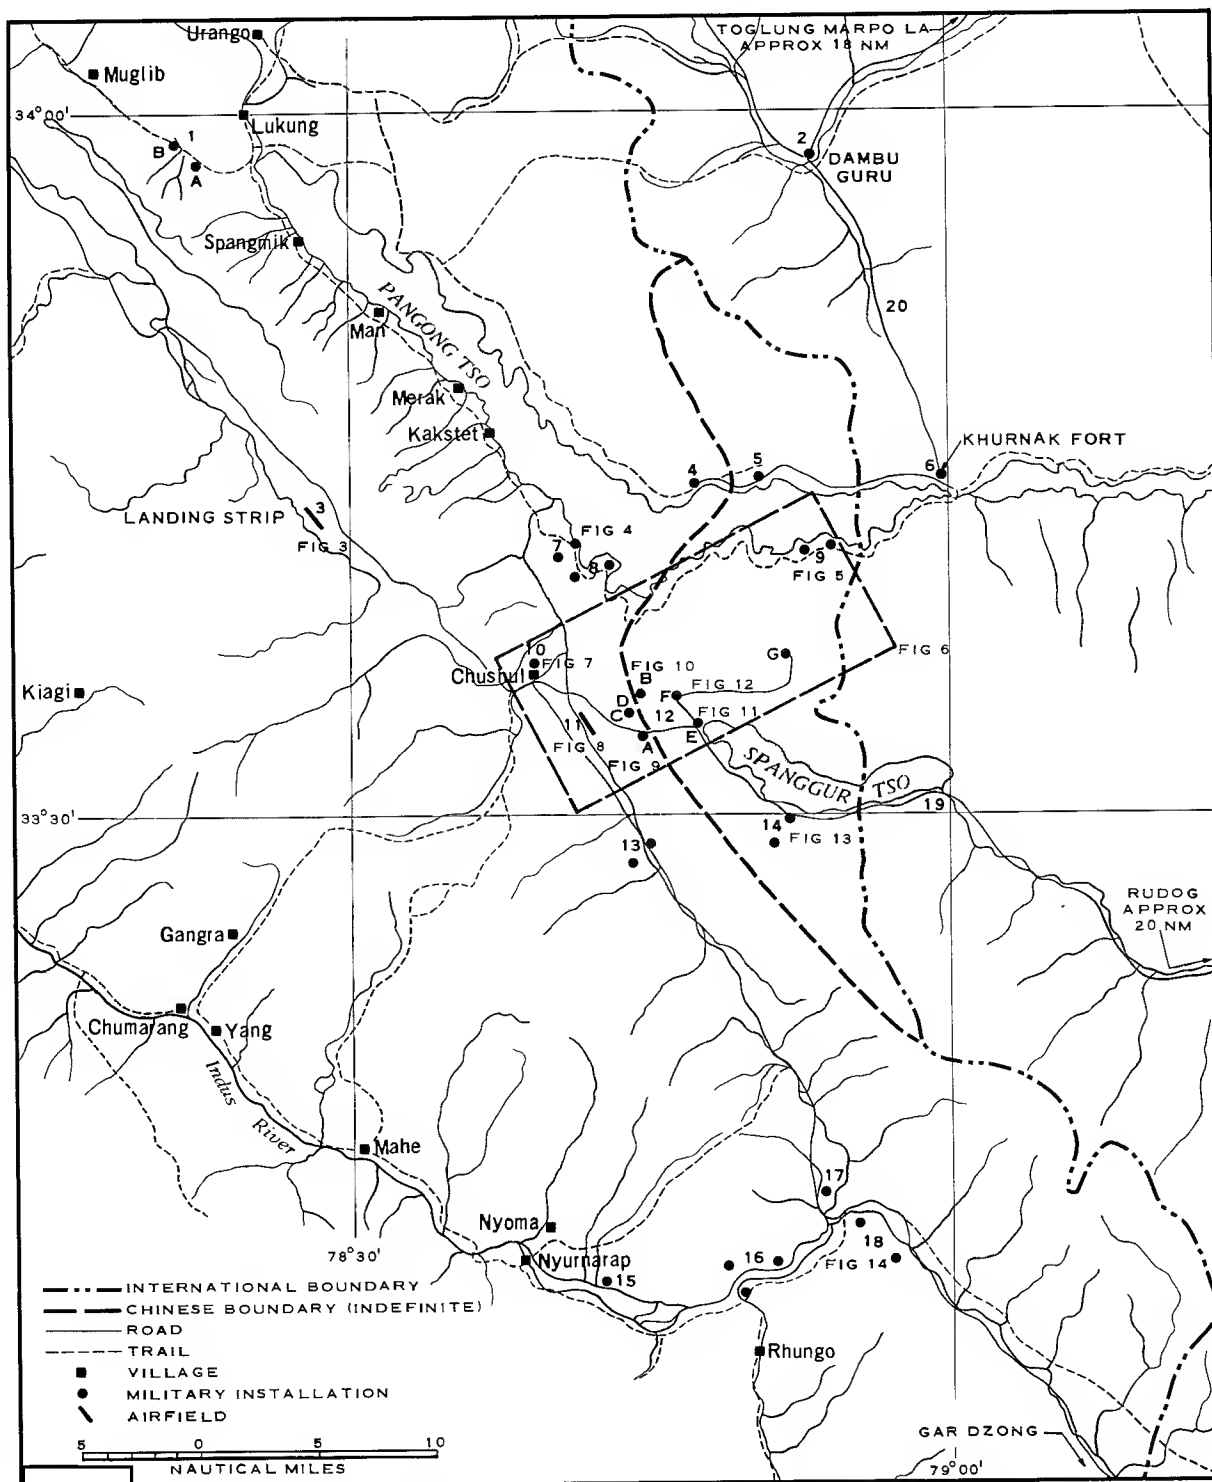 TOGLUNG MARPO LA
APPROX 18 NM
Urango
Muglib
34°00'
Lukung
1
B
A
2
DAMBU
GURU
Spangmik
20
PANGONG TSO
Man
Merak
Kakstet
KHURNAK FORT
4
5
6
LANDING STRIP
3
FIG 3
FIG 4
7
8
9
FIG 5
10
FIG 7
Chushul
G
FIG 6
Kiagi
FIG 10
B
F
FIG 12
D
C
12
FIG 11
11
A
E
FIG 8
FIG 9
SPANGGUR TSO
33°30'
19
14
FIG 13
13
RUDOG
APPROX
20 NM
Gangra
Chumarang
Yang
Indus
River
Mahe
17
Nyoma
18
78°30'
Nyurnarap
16
FIG 14
15
INTERNATIONAL BOUNDARY
CHINESE BOUNDARY (INDEFINITE)
ROAD
TRAIL
VILLAGE
MILITARY INSTALLATION
AIRFIELD
Rhungo
GAR DZONG
5 0 5 10
NAUTICAL MILES
79°00'